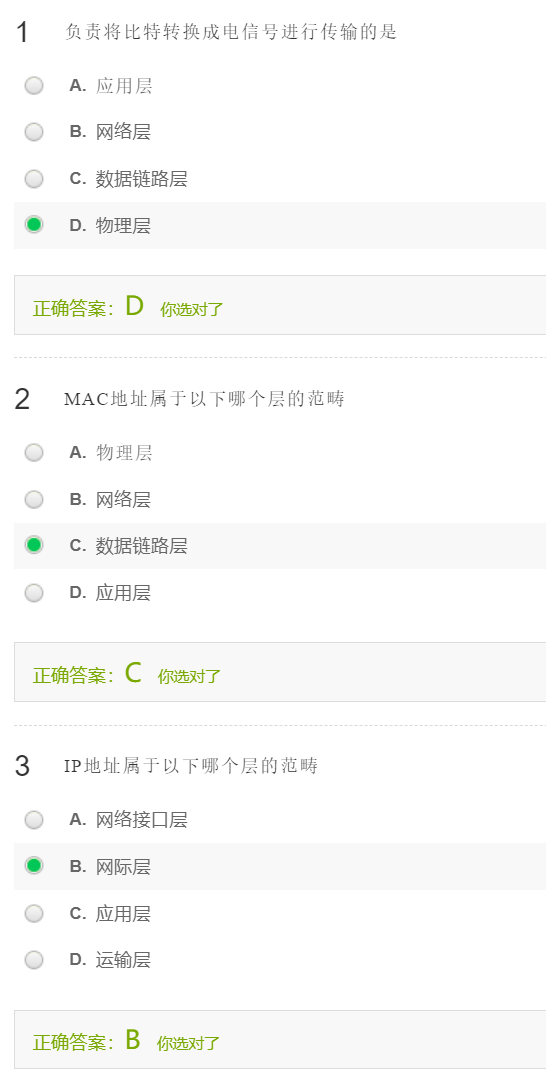 1 负责将比特转换成电信号进行传输的是
A. 应用层
B. 网络层
C. 数据链路层
D. 物理层
正确答案：D 你选对了
2 MAC地址属于以下哪个层的范畴
A. 物理层
B. 网络层
C. 数据链路层
D. 应用层
正确答案：C 你选对了
3 IP地址属于以下哪个层的范畴
A. 网络接口层
B. 网际层
C. 应用层
D. 运输层
正确答案：B 你选对了